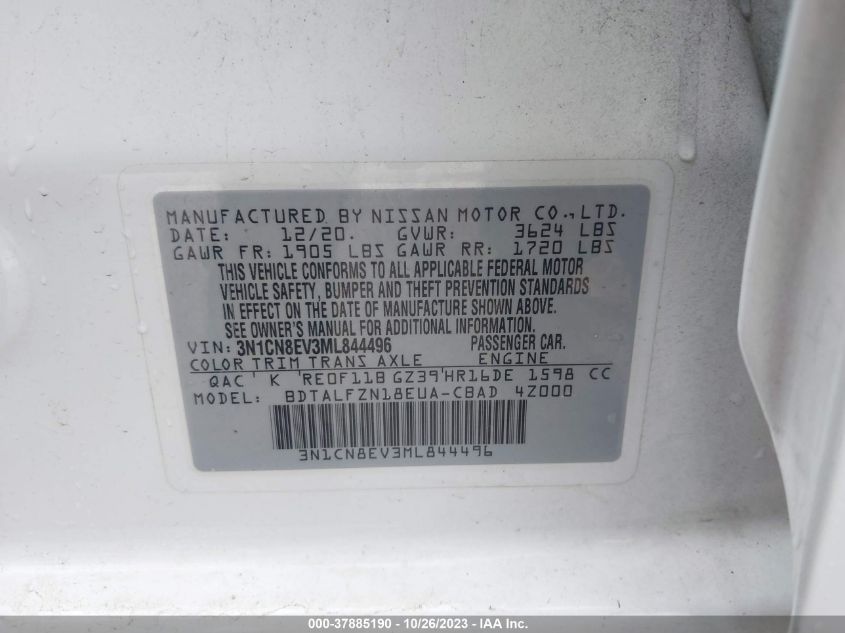 MANUFACTURED BY NISSAN MOTOR CO., LTD.
DATE: 12/20. GVWR: 3624 LBS
GAWR FR: 1905 LBS GAWR RR: 1720 LBS
THIS VEHICLE CONFORMS TO ALL APPLICABLE FEDERAL MOTOR
VEHICLE SAFETY, BUMPER AND THEFT PREVENTION STANDARDS
IN EFFECT ON THE DATE OF MANUFACTURE SHOWN ABOVE.
SEE OWNER'S MANUAL FOR ADDITIONAL INFORMATION.
VIN: 3N1CN8EV3ML844496 PASSENGER CAR.
COLOR TRIM TRANS AXLE ENGINE
QAC K RE0F11B GZ39 HR16DE 1598 CC
MODEL: BDTALFZN18EUA-CBAD 4Z000
3N1CN8EV3ML844496
000-37885190 - 10/26/2023 - IAA Inc.